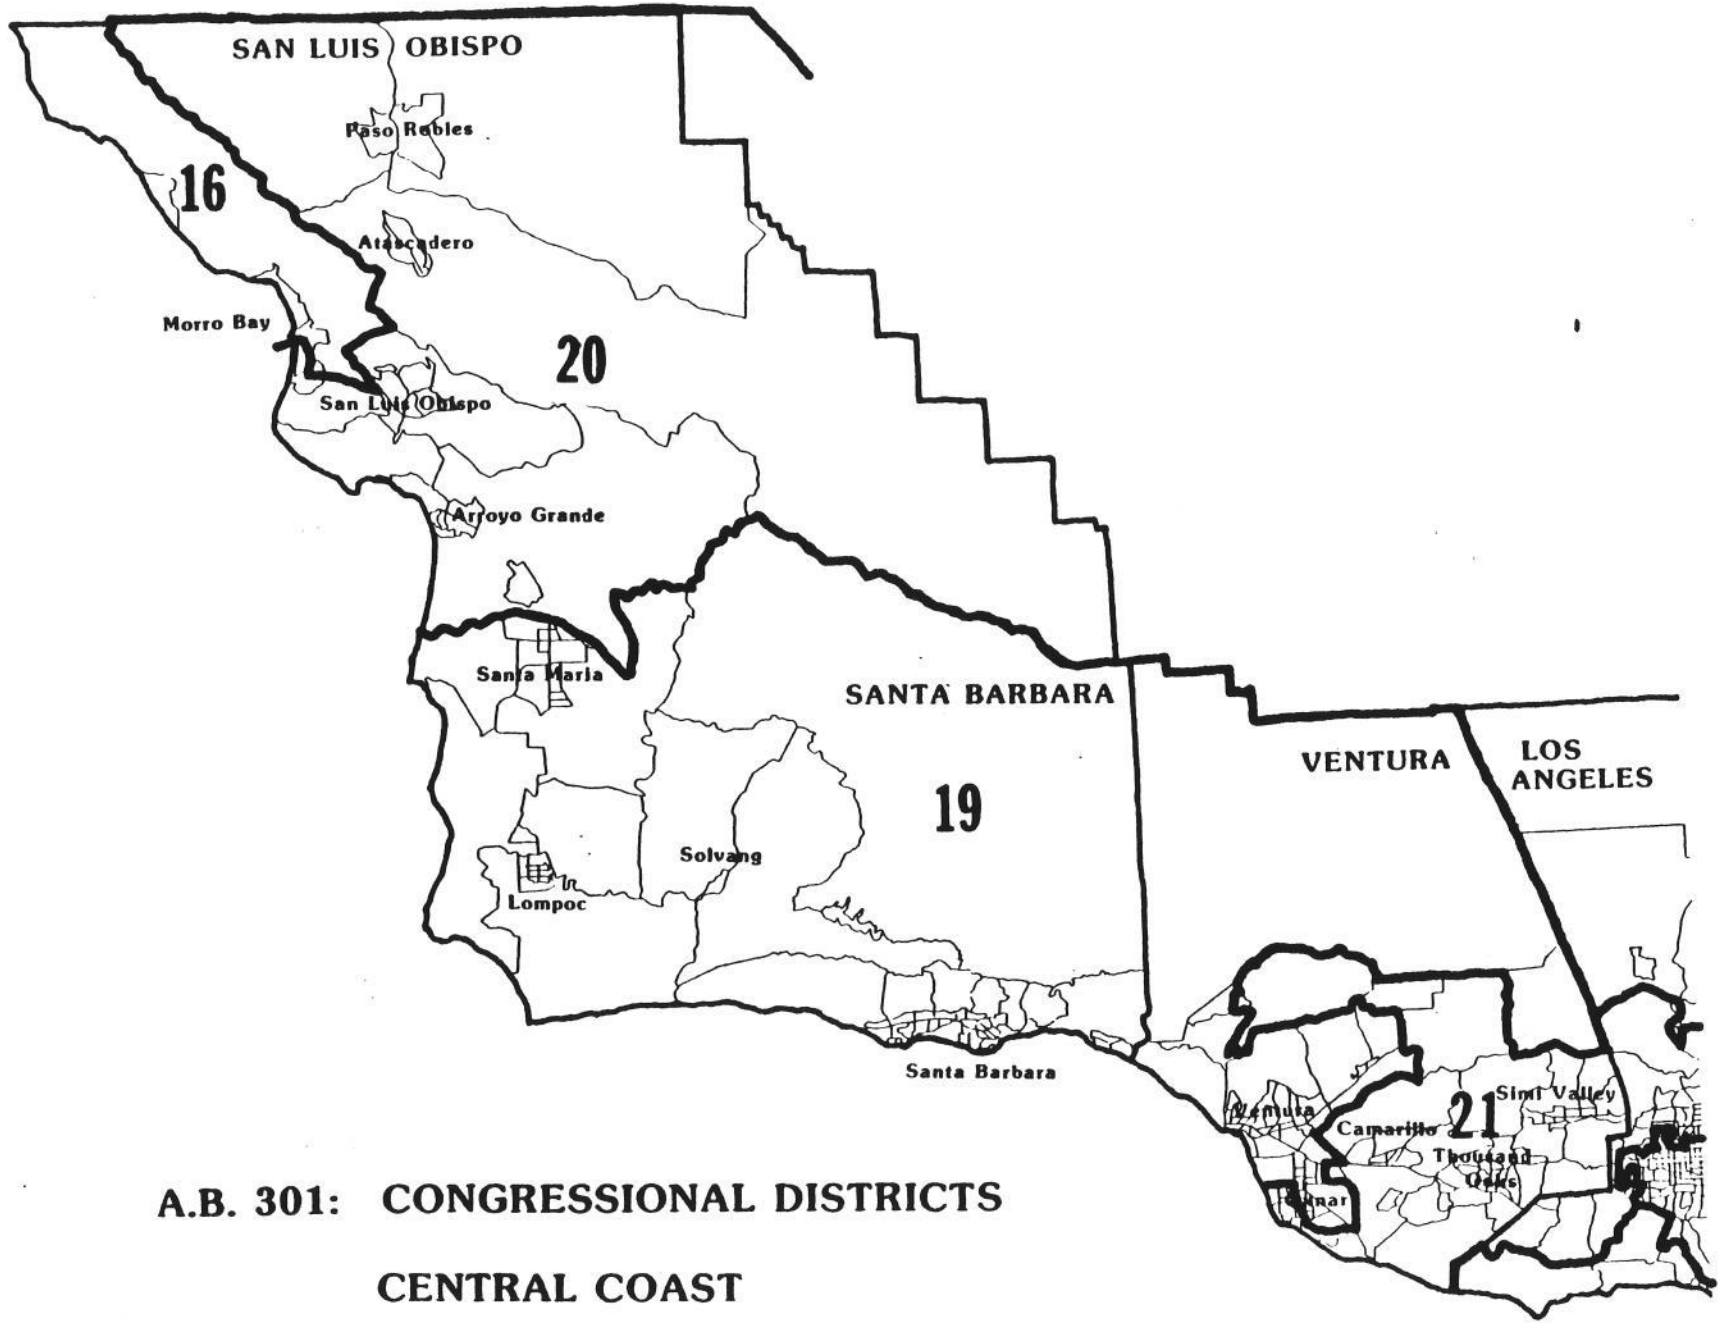 SAN LUIS OBISPO
Paso Robles
16
Atascadero
Morro Bay
20
San Luis Obispo
Arroyo Grande
Santa Maria
SANTA BARBARA
VENTURA
LOS
ANGELES
19
Solvang
Lompoc
Santa Barbara
Simi Valley
Ventura
21
Camarillo
Thousand
Oaks
A.B. 301: CONGRESSIONAL DISTRICTS
CENTRAL COAST